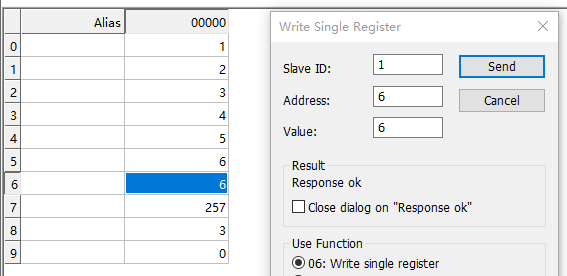 Alias 00000
0 1
1 2
2 3
3 4
4 5
5 6
6 6
7 257
8 3
9 0
Write Single Register
Slave ID: 1 Send
Address: 6 Cancel
Value: 6
Result
Response ok
Close dialog on "Response ok"
Use Function
06: Write single register